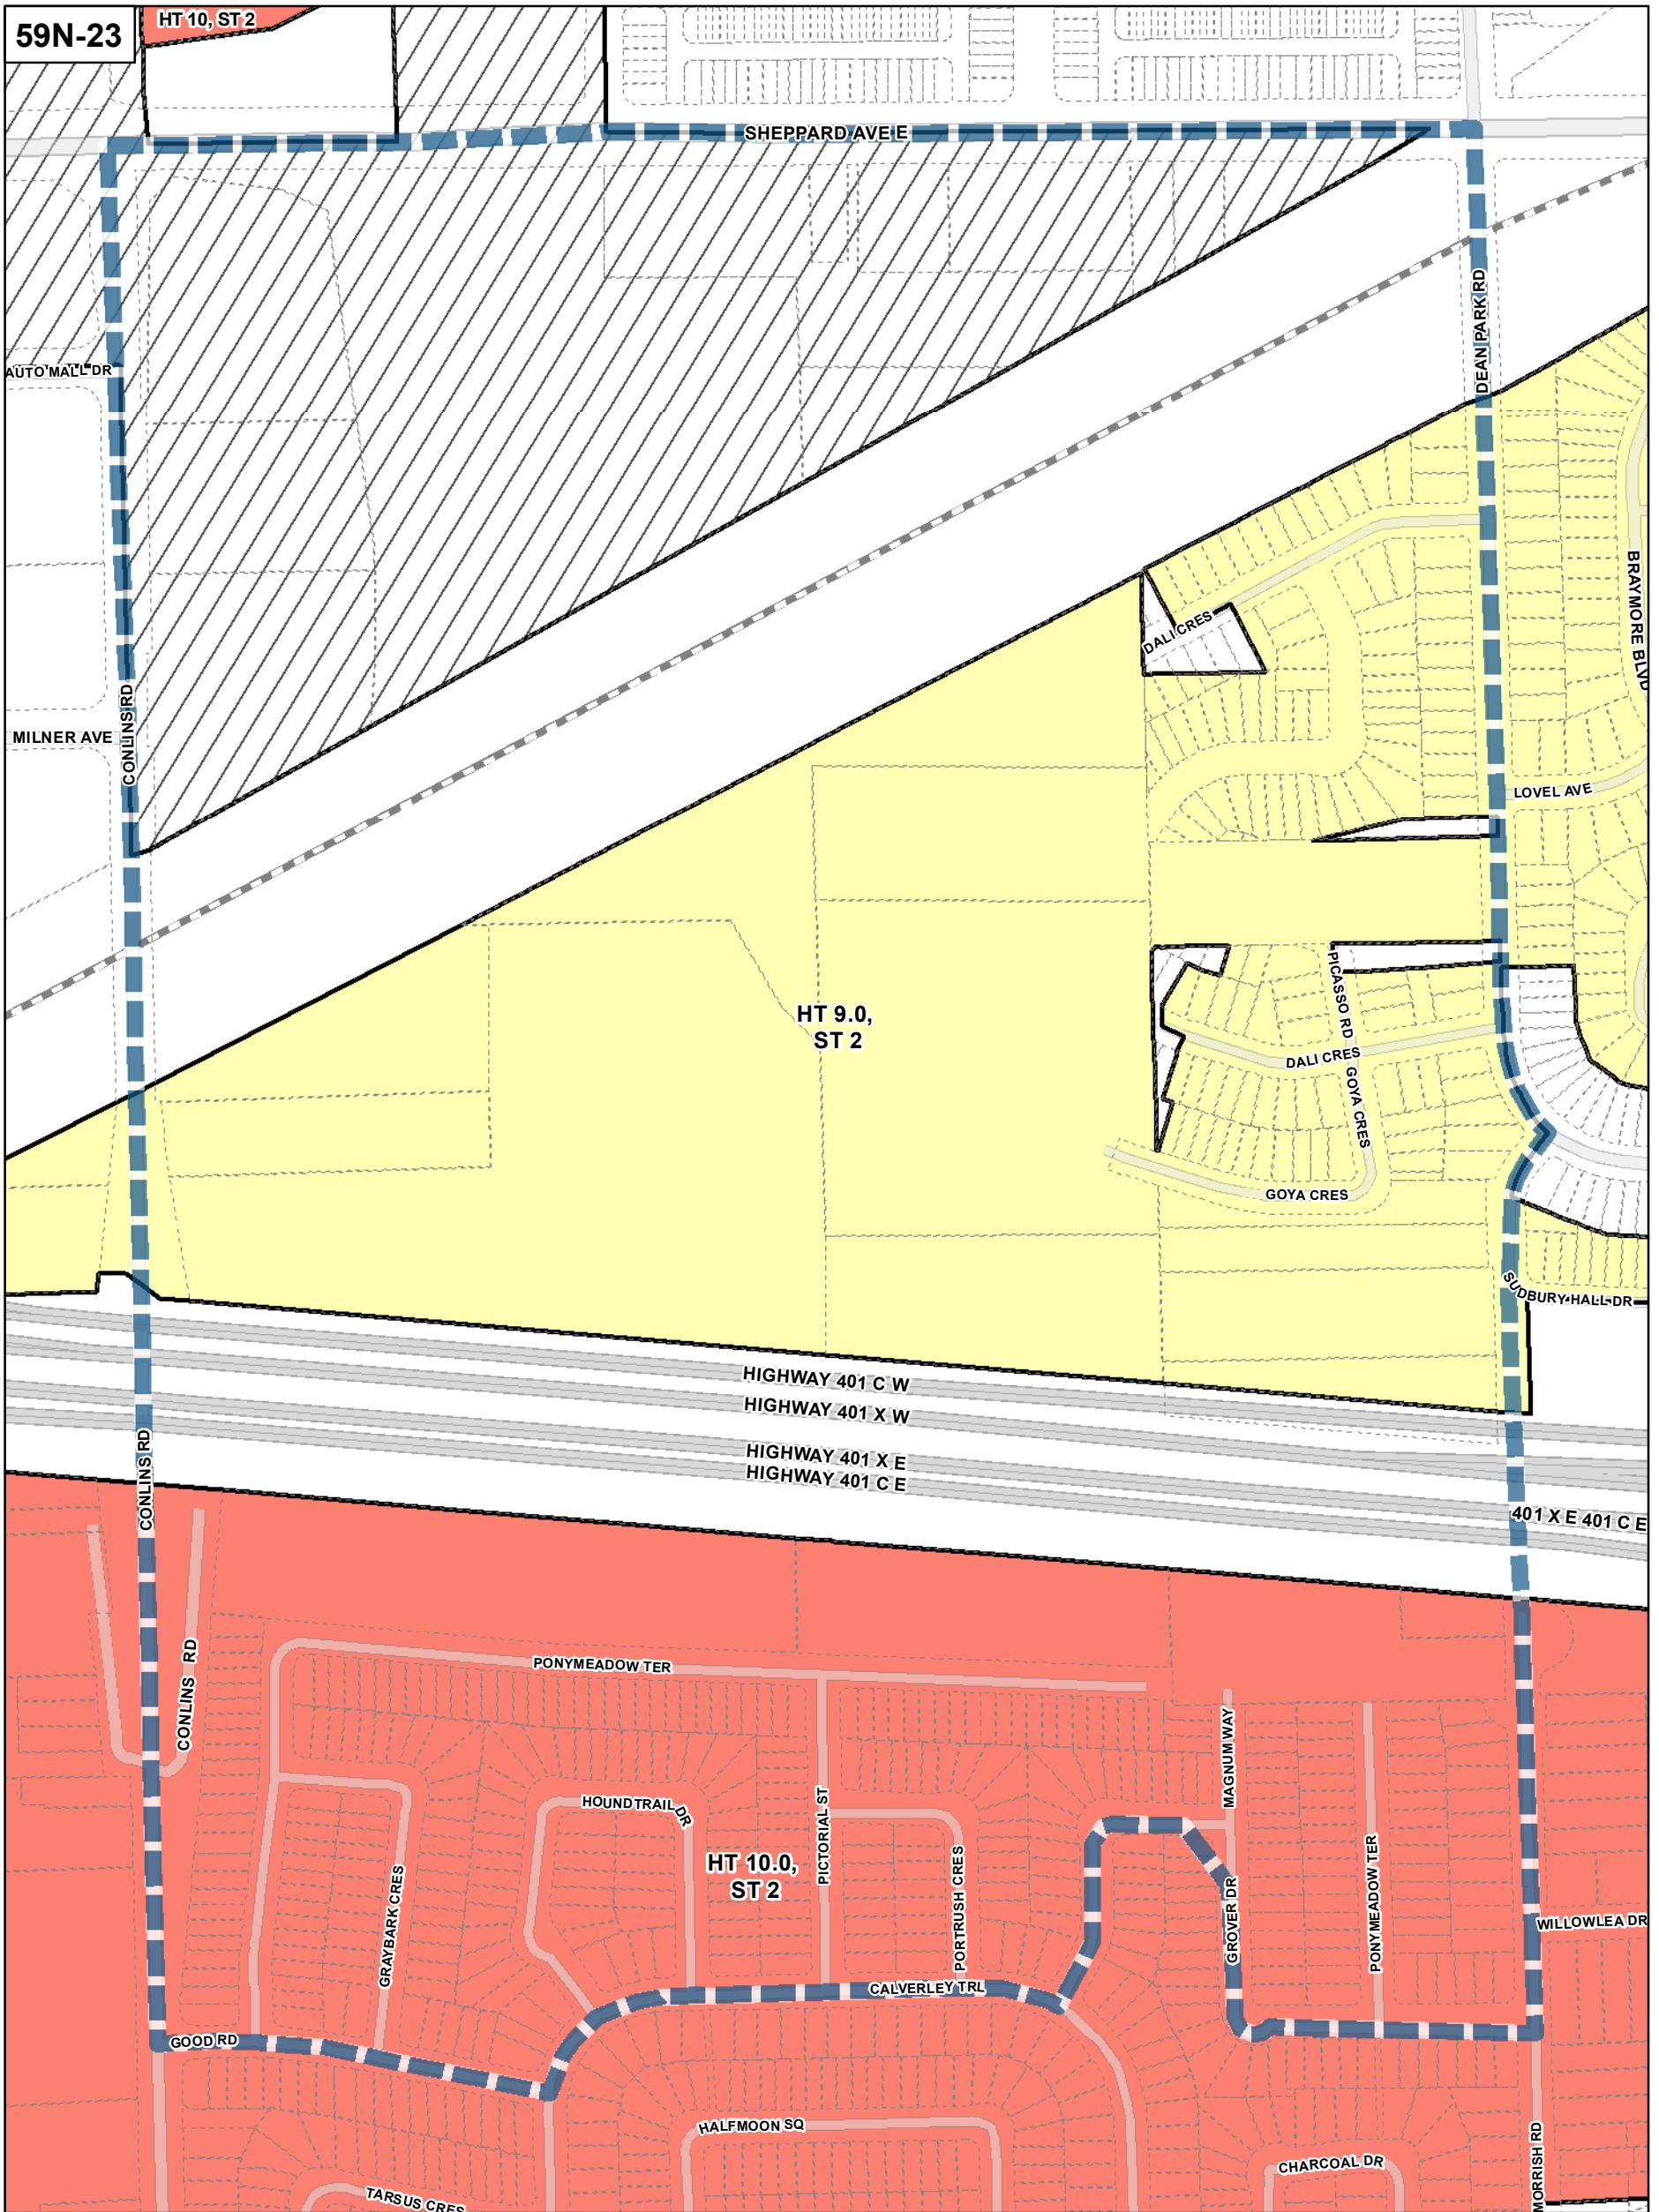 59N-23
HT 10, ST 2
SHEPPARD AVE E
DEAN PARK RD
AUTO MALL DR
BRAYMORE BLVD
DALI CRES
CONLINS RD
MILNER AVE
LOVEL AVE
PICASSO RD
HT 9.0,
ST 2
DALI CRES
GOYA CRES
GOYA CRES
SUDBURY HALL DR
HIGHWAY 401 C W
HIGHWAY 401 X W
HIGHWAY 401 X E
HIGHWAY 401 C E
CONLINS RD
401 X E 401 C E
CONLINS RD
PONYMEADOW TER
MAGNUM WAY
HOUNDTRAIL DR
PICTORIAL ST
HT 10.0,
ST 2
PORTRUSH CRES
PONYMEADOW TER
GRAYBARK CRES
GROVER DR
WILLOWLEA DR
CALVERLEY TRL
GOOD RD
HALFMOON SQ
CHARCOAL DR
MORRISH RD
TARSUS CRES